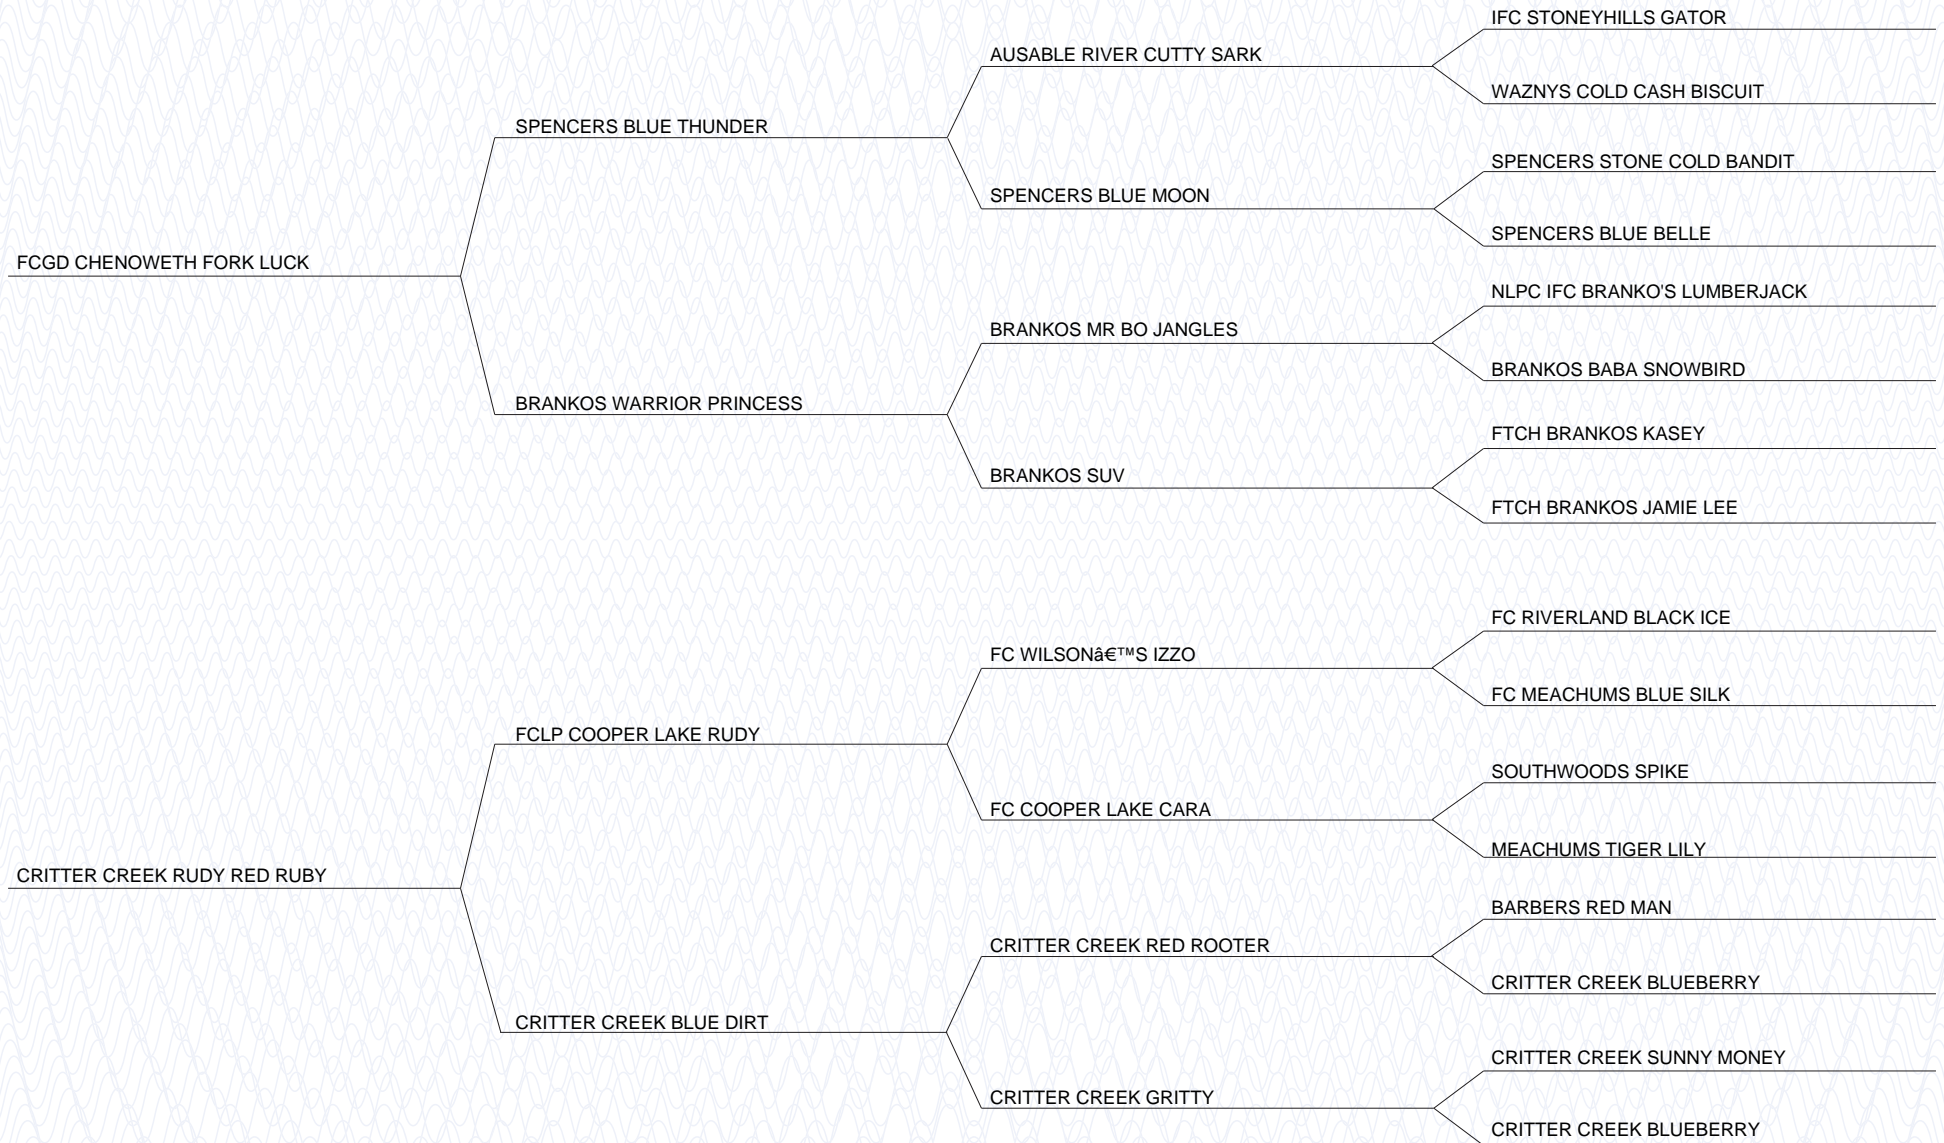 IFC STONEYHILLS GATOR
AUSABLE RIVER CUTTY SARK
WAZNYS COLD CASH BISCUIT
SPENCERS BLUE THUNDER
SPENCERS STONE COLD BANDIT
SPENCERS BLUE MOON
SPENCERS BLUE BELLE
FCGD CHENOWETH FORK LUCK
NLPC IFC BRANKO'S LUMBERJACK
BRANKOS MR BO JANGLES
BRANKOS BABA SNOWBIRD
BRANKOS WARRIOR PRINCESS
FTCH BRANKOS KASEY
BRANKOS SUV
FTCH BRANKOS JAMIE LEE
FC RIVERLAND BLACK ICE
FC WILSON’S IZZO
FC MEACHUMS BLUE SILK
FCLP COOPER LAKE RUDY
SOUTHWOODS SPIKE
FC COOPER LAKE CARA
MEACHUMS TIGER LILY
CRITTER CREEK RUDY RED RUBY
BARBERS RED MAN
CRITTER CREEK RED ROOTER
CRITTER CREEK BLUEBERRY
CRITTER CREEK BLUE DIRT
CRITTER CREEK SUNNY MONEY
CRITTER CREEK GRITTY
CRITTER CREEK BLUEBERRY